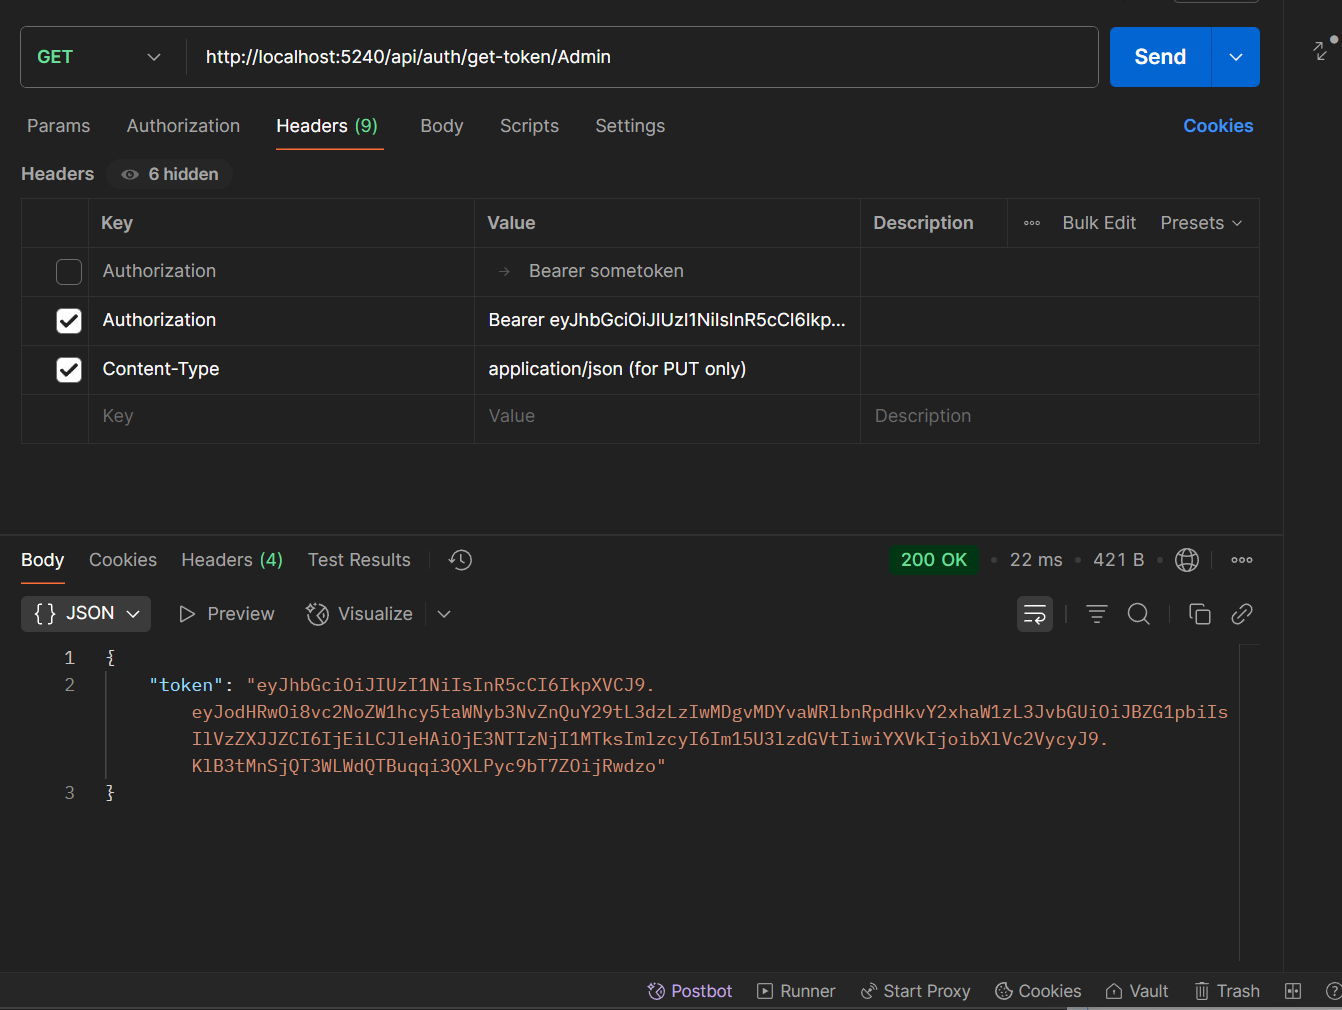 GET
http://localhost:5240/api/auth/get-token/Admin
Send
Params Authorization Headers (9) Body Scripts Settings Cookies
Headers 6 hidden
Key Value Description Bulk Edit Presets
Authorization → Bearer sometoken
Authorization Bearer eyJhbGciOiJIUzI1NiIsInR5cCI6Ikp...
Content-Type application/json (for PUT only)
Key Value Description
Body Cookies Headers (4) Test Results 200 OK • 22 ms • 421 B •
{} JSON Preview Visualize
1 {
2 "token": "eyJhbGciOiJIUzI1NiIsInR5cCI6IkpXVCJ9.
eyJodHRwOi8vc2NoZW1hcy5taWNyb3NvZnQuY29tL3dzLzIwMDgvMDYvaWRlbnRpdHkvY2xhaW1zL3JvbGUiOiJBZG1pbiIs
IlVzZXJJZCI6IjEiLCJleHAiOjE3NTIzNjI1MTksImlzcyI6Im15U3lzdGVtIiwiYXVkIjoibXlVc2VycyJ9.
KlB3tMnSjQT3WLWdQTBuqqi3QXLPyc9bT7ZOijRwdzo"
3 }
Postbot Runner Start Proxy Cookies Vault Trash